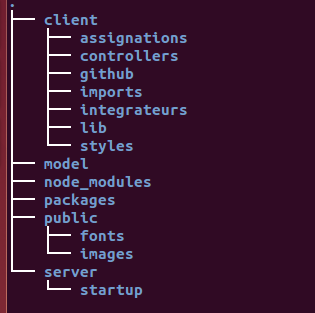 .
client
assignations
controllers
github
imports
integrateurs
lib
styles
model
node_modules
packages
public
fonts
images
server
startup